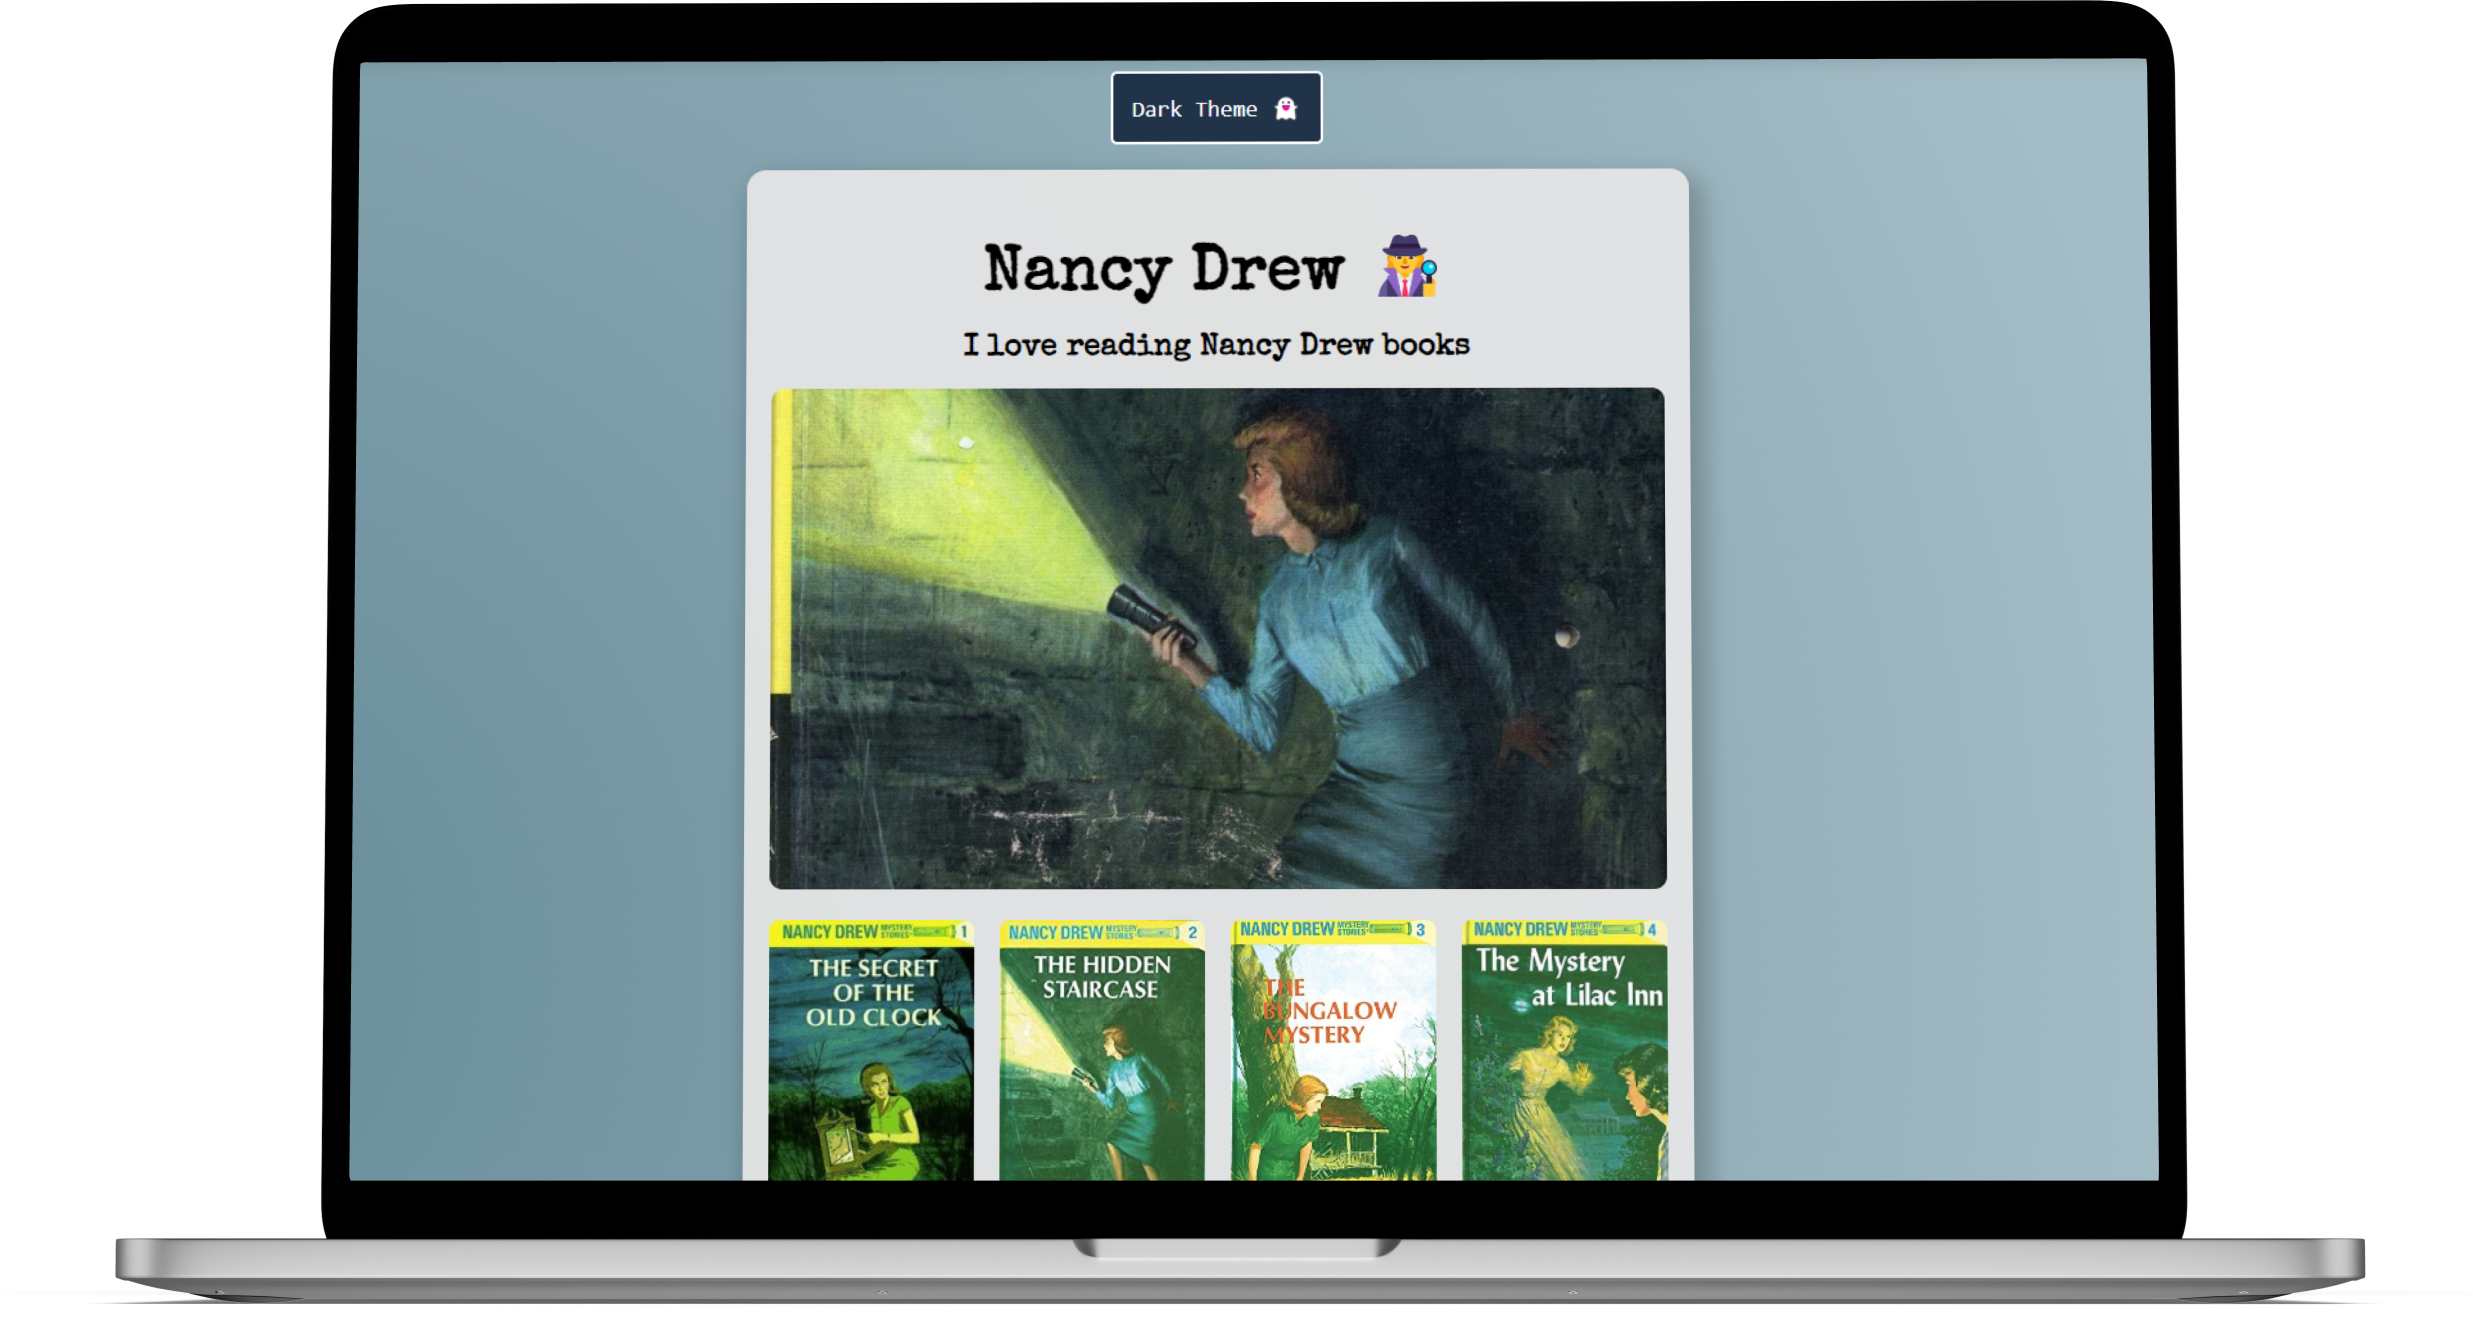 Dark Theme 👻
Nancy Drew 🕵️‍♀️
I love reading Nancy Drew books
NANCY DREW MYSTERY STORIES 1
THE SECRET
OF THE
OLD CLOCK
NANCY DREW MYSTERY STORIES 2
THE HIDDEN
STAIRCASE
NANCY DREW MYSTERY STORIES 3
THE
BUNGALOW
MYSTERY
NANCY DREW MYSTERY STORIES 4
The Mystery
at Lilac Inn